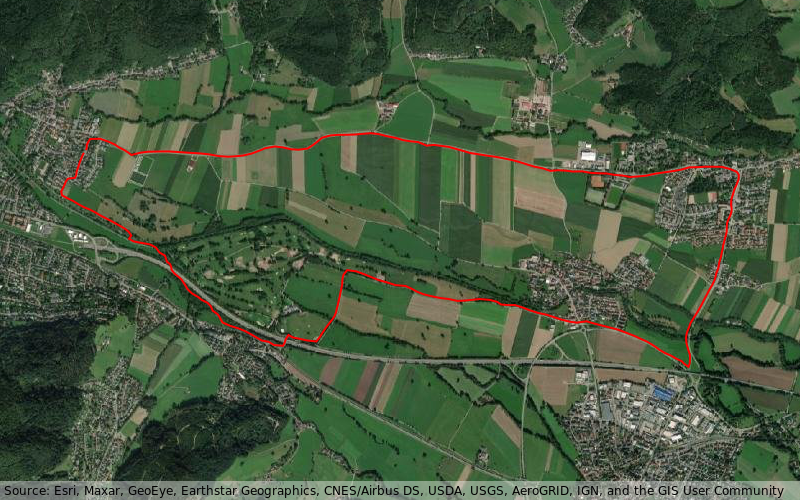 Source: Esri, Maxar, GeoEye, Earthstar Geographics, CNES/Airbus DS, USDA, USGS, AeroGRID, IGN, and the GIS User Community